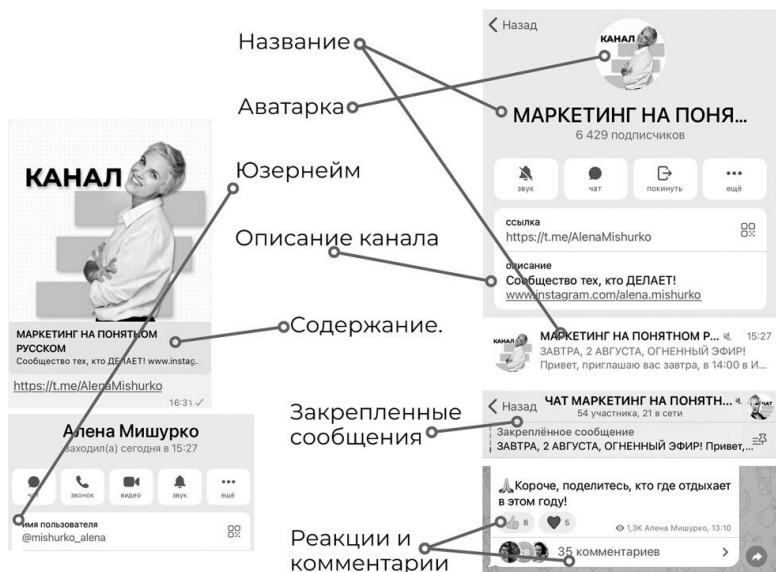 Название
Аватарка
Юзернейм
Описание канала
Содержание.
Закрепленные
сообщения
Реакции и
комментарии
КАНАЛ
МАРКЕТИНГ НА ПОНЯТНОМ
РУССКОМ
Сообщество тех, кто ДЕЛАЕТ! www.instag...
https://t.me/AlenaMishurko
16:31
Алена Мишурко
заходил(а) сегодня в 15:27
чат звонок видео звук ещё
имя пользователя
@mishurko_alena
Назад
КАНАЛ
МАРКЕТИНГ НА ПОНЯ...
6 429 подписчиков
звук чат покинуть ещё
ссылка
https://t.me/AlenaMishurko
описание
Сообщество тех, кто ДЕЛАЕТ!
www.instagram.com/alena.mishurko
КАНАЛ
МАРКЕТИНГ НА ПОНЯТНОМ Р... 15:27
ЗАВТРА, 2 АВГУСТА, ОГНЕННЫЙ ЭФИР!
Привет, приглашаю вас завтра, в 14:00 в И...
Назад ЧАТ МАРКЕТИНГ НА ПОНЯТН...
ЧАТ
54 участника, 21 в сети
Закреплённое сообщение
ЗАВТРА, 2 АВГУСТА, ОГНЕННЫЙ ЭФИР! Привет,...
Короче, поделитесь, кто где отдыхает
в этом году!
8 5
1,3K Алена Мишурко, 13:10
35 комментариев